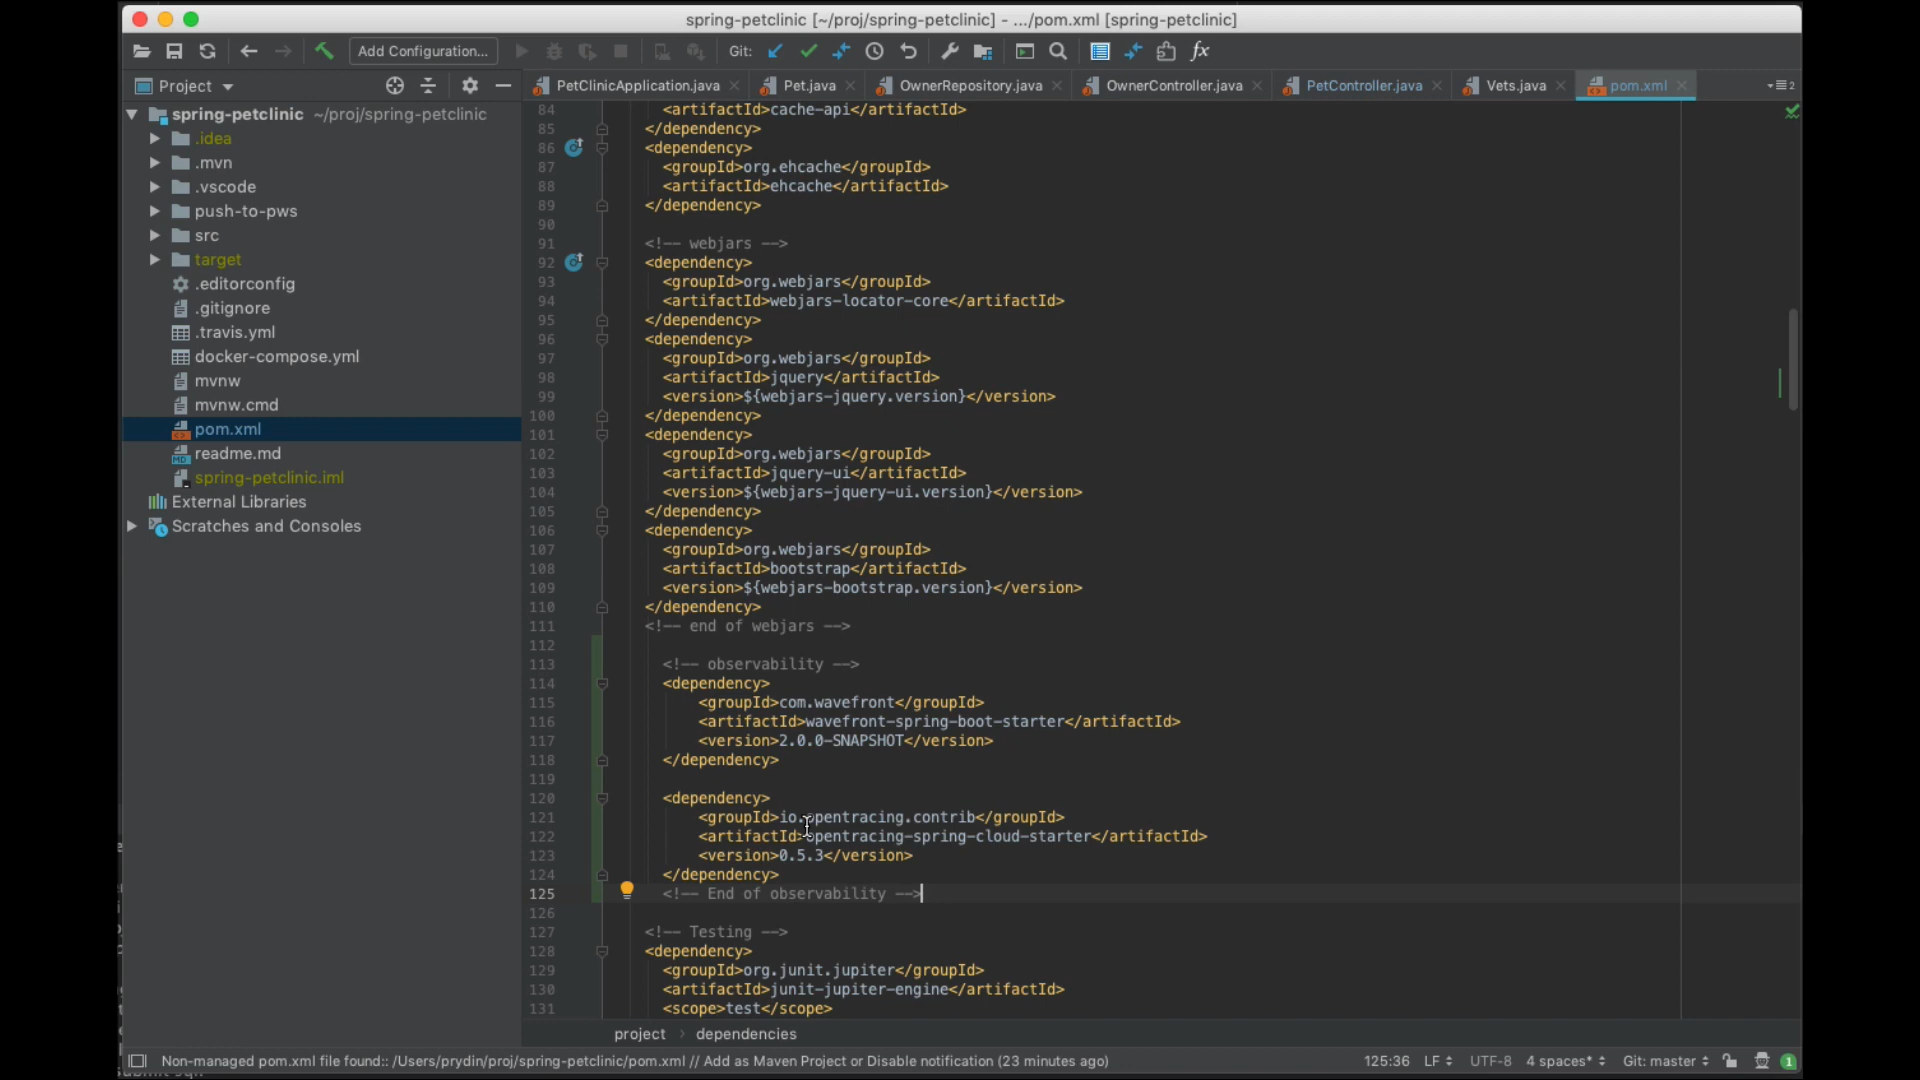 spring-petclinic [~/proj/spring-petclinic] - .../pom.xml [spring-petclinic]
Add Configuration...
Git:
Project
PetClinicApplication.java
Pet.java
OwnerRepository.java
OwnerController.java
PetController.java
Vets.java
pom.xml
2
spring-petclinic ~/proj/spring-petclinic
.idea
.mvn
.vscode
push-to-pws
src
target
.editorconfig
.gitignore
.travis.yml
docker-compose.yml
mvnw
mvnw.cmd
pom.xml
readme.md
spring-petclinic.iml
External Libraries
Scratches and Consoles
84 <artifactId>cache-api</artifactId>
85 </dependency>
86 <dependency>
87 <groupId>org.ehcache</groupId>
88 <artifactId>ehcache</artifactId>
89 </dependency>
90
91 <!-- webjars -->
92 <dependency>
93 <groupId>org.webjars</groupId>
94 <artifactId>webjars-locator-core</artifactId>
95 </dependency>
96 <dependency>
97 <groupId>org.webjars</groupId>
98 <artifactId>jquery</artifactId>
99 <version>${webjars-jquery.version}</version>
100 </dependency>
101 <dependency>
102 <groupId>org.webjars</groupId>
103 <artifactId>jquery-ui</artifactId>
104 <version>${webjars-jquery-ui.version}</version>
105 </dependency>
106 <dependency>
107 <groupId>org.webjars</groupId>
108 <artifactId>bootstrap</artifactId>
109 <version>${webjars-bootstrap.version}</version>
110 </dependency>
111 <!-- end of webjars -->
112
113 <!-- observability -->
114 <dependency>
115 <groupId>com.wavefront</groupId>
116 <artifactId>wavefront-spring-boot-starter</artifactId>
117 <version>2.0.0-SNAPSHOT</version>
118 </dependency>
119
120 <dependency>
121 <groupId>io.opentracing.contrib</groupId>
122 <artifactId>opentracing-spring-cloud-starter</artifactId>
123 <version>0.5.3</version>
124 </dependency>
125 <!-- End of observability -->
126
127 <!-- Testing -->
128 <dependency>
129 <groupId>org.junit.jupiter</groupId>
130 <artifactId>junit-jupiter-engine</artifactId>
131 <scope>test</scope>
project › dependencies
Non-managed pom.xml file found:: /Users/prydin/proj/spring-petclinic/pom.xml // Add as Maven Project or Disable notification (23 minutes ago)
125:36 LF UTF-8 4 spaces* Git: master 1